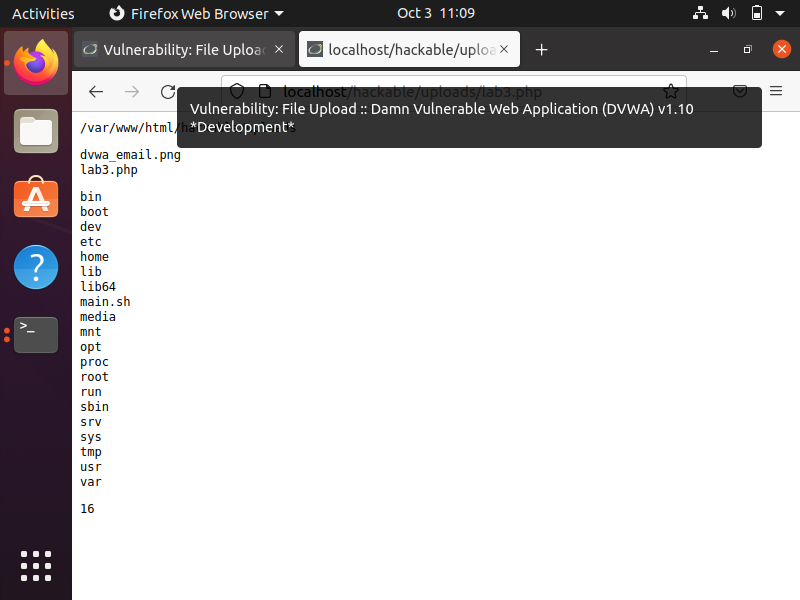 Activities
Firefox Web Browser
Oct 3 11:09
Vulnerability: File Uploa
localhost/hackable/uploa
localhost/hackable/uploads/lab3.php
Vulnerability: File Upload :: Damn Vulnerable Web Application (DVWA) v1.10
*Development*
/var/www/html/
dvwa_email.png
lab3.php
bin
boot
dev
etc
home
lib
lib64
main.sh
media
mnt
opt
proc
root
run
sbin
srv
sys
tmp
usr
var
16